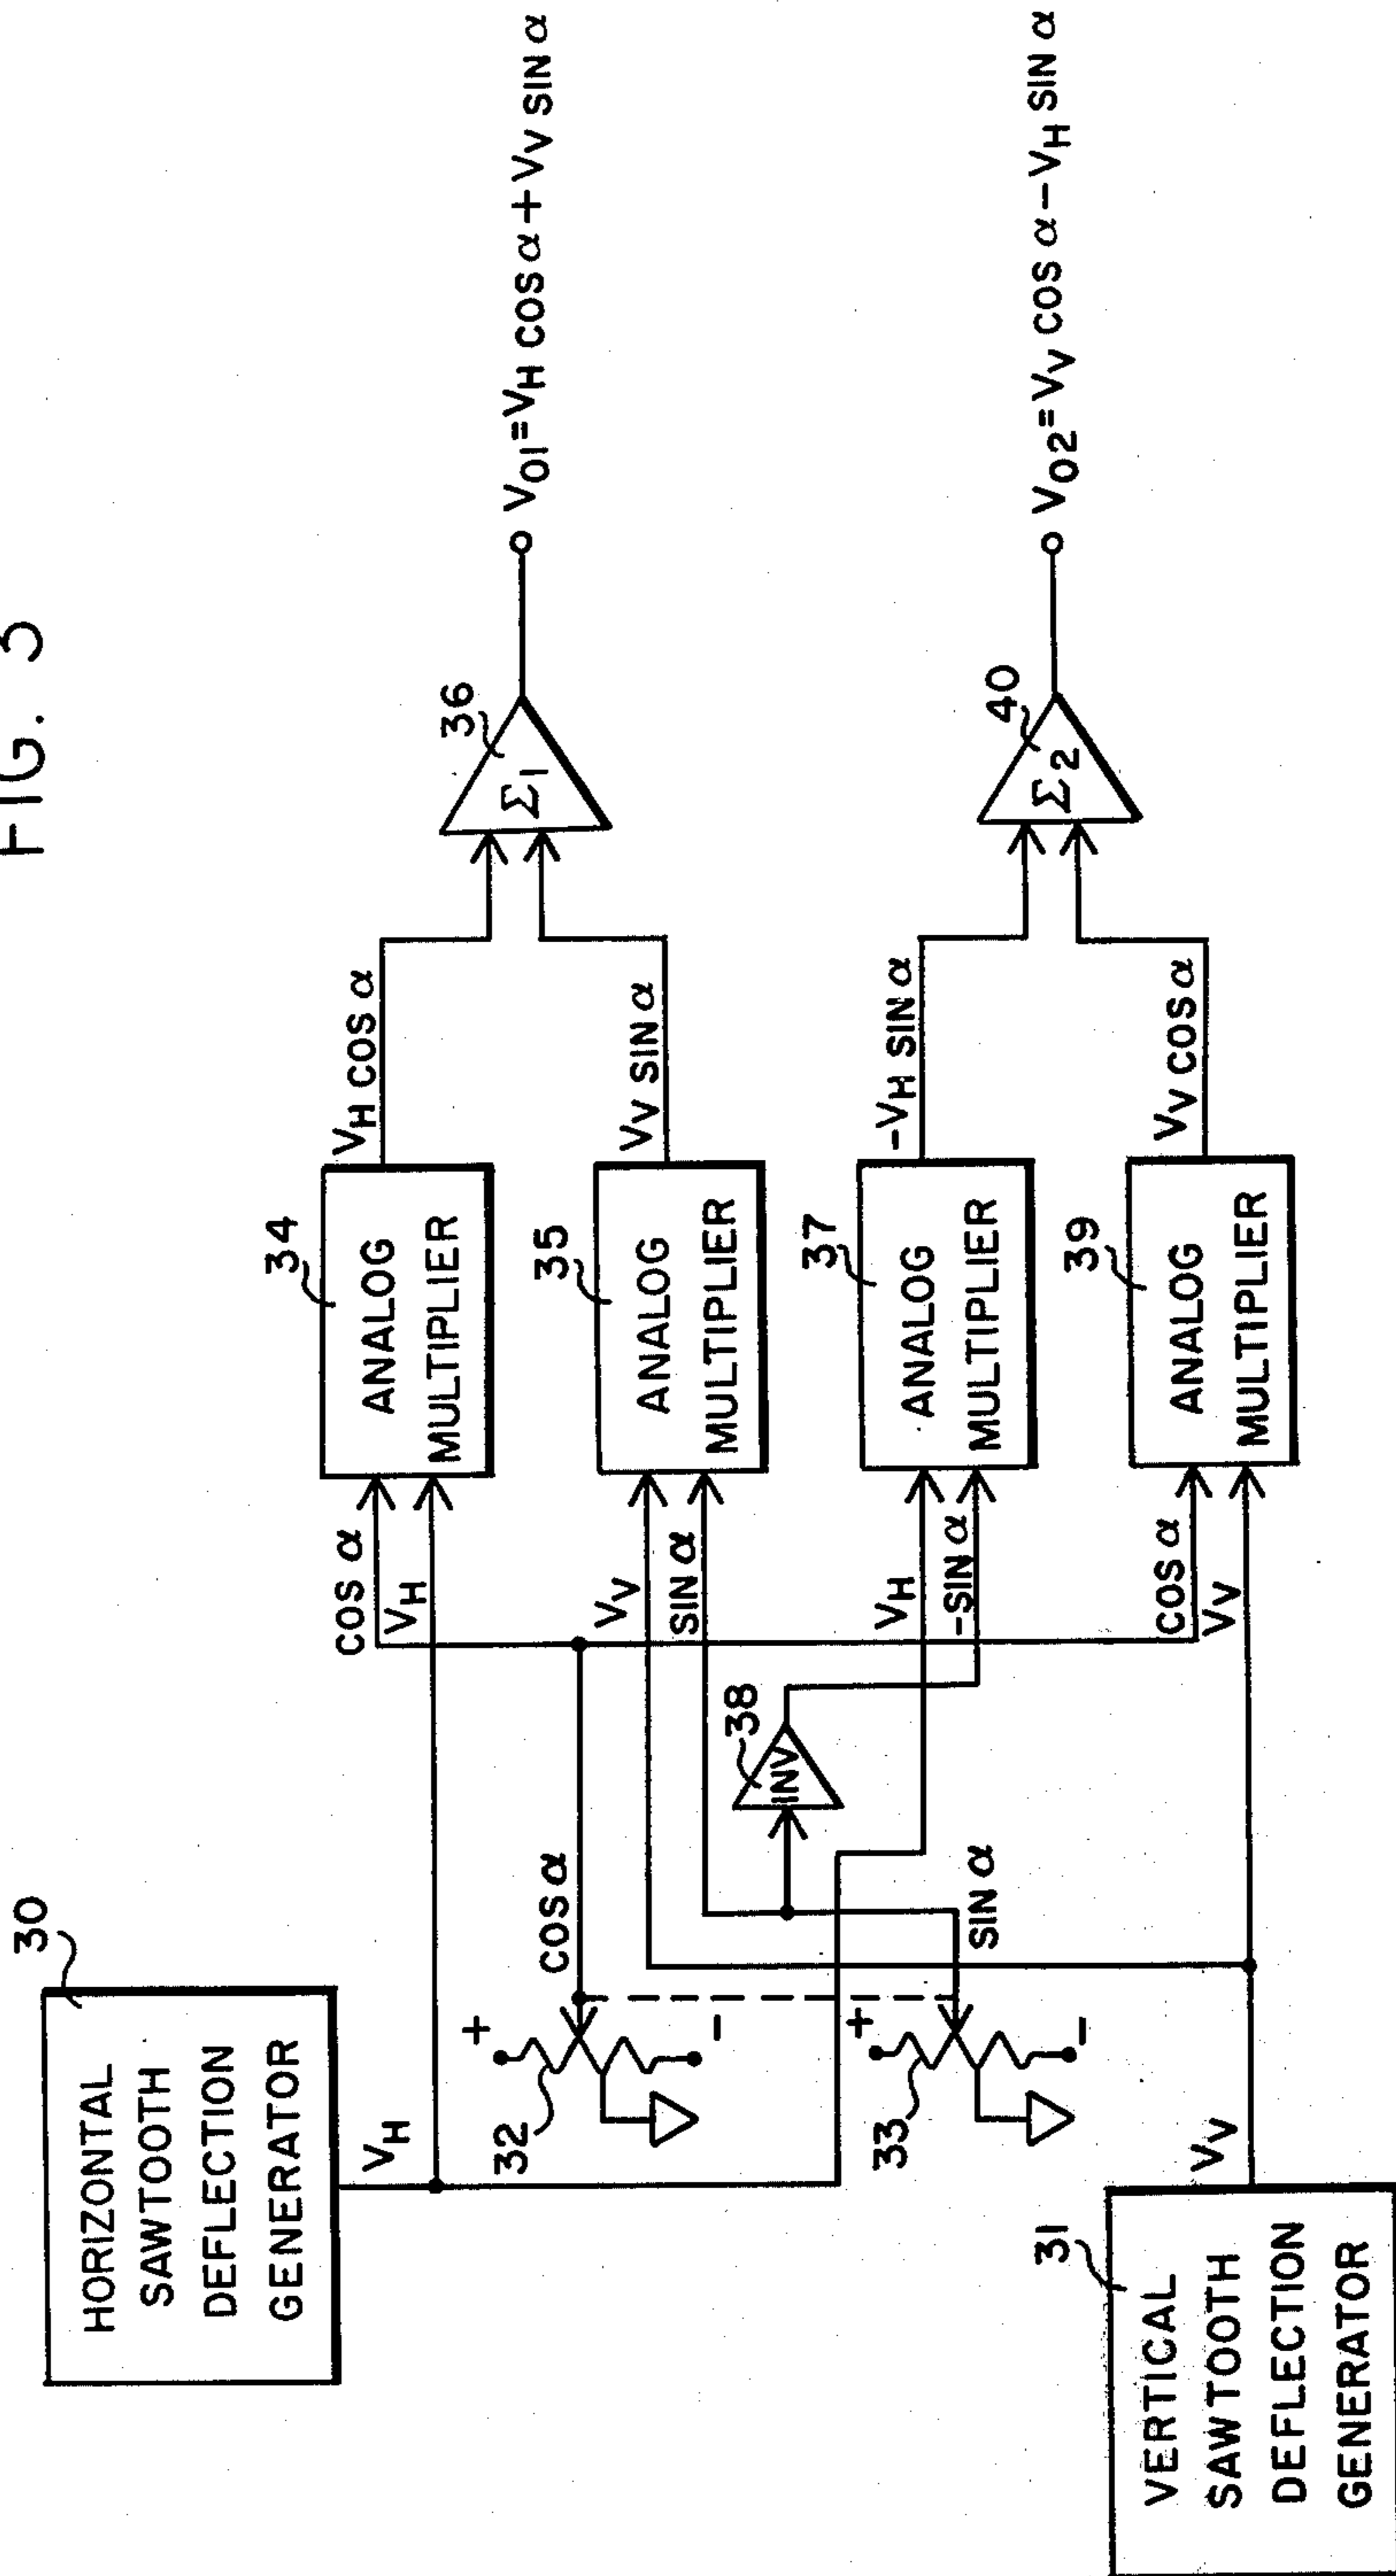 FIG.
30
HORIZONTAL
SAWTOOTH
DEFLECTION
GENERATOR
VH
COS α
VH
34
ANALOG
MULTIPLIER
VH COS α
36
Σ1
VO1=VH COS α+VV SIN α
+
32
-
COS α
VV
SIN α
35
ANALOG
MULTIPLIER
VV SIN α
38
INV
+
33
-
SIN α
VH
-SIN α
37
ANALOG
MULTIPLIER
-VH SIN α
40
Σ2
VO2=VV COS α-VH SIN α
31
VERTICAL
SAWTOOTH
DEFLECTION
GENERATOR
VV
COS α
VV
39
ANALOG
MULTIPLIER
VV COS α